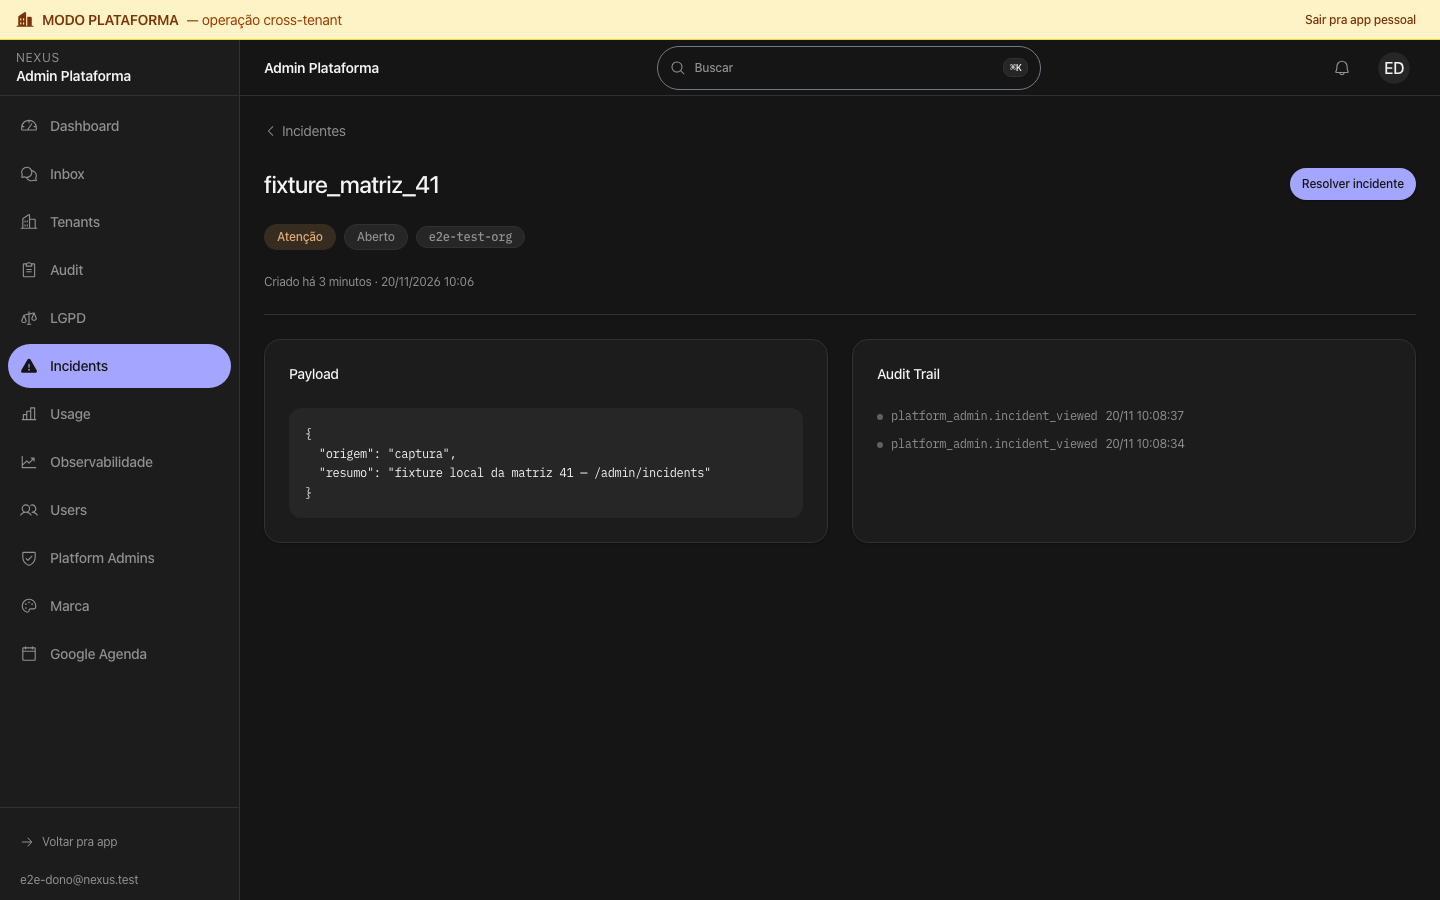 MODO PLATAFORMA — operação cross-tenant
Sair pra app pessoal
NEXUS
Admin Plataforma
Admin Plataforma
Buscar
⌘K
ED
Dashboard
Inbox
Tenants
Audit
LGPD
Incidents
Usage
Observabilidade
Users
Platform Admins
Marca
Google Agenda
Voltar pra app
e2e-dono@nexus.test
Incidentes
fixture_matriz_41
Resolver incidente
Atenção
Aberto
e2e-test-org
Criado há 3 minutos · 20/11/2026 10:06
Payload
{
"origem": "captura",
"resumo": "fixture local da matriz 41 — /admin/incidents"
}
Audit Trail
platform_admin.incident_viewed 20/11 10:08:37
platform_admin.incident_viewed 20/11 10:08:34